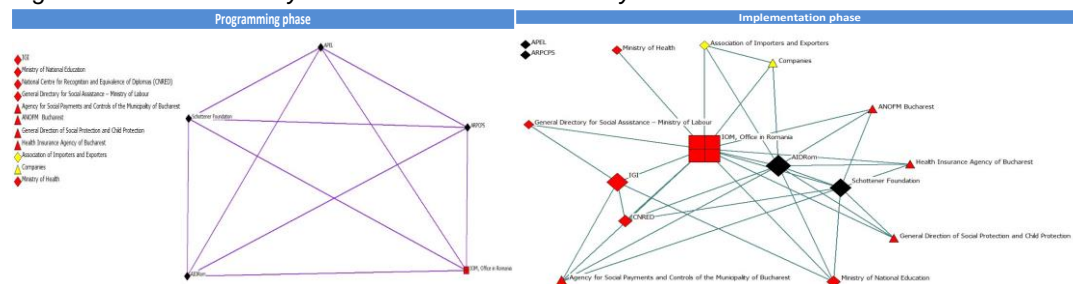 Programming phase
IGI
Ministry of National Education
National Centre for Recognition and Equivalence of Diplomas (CNRED)
General Directory for Social Assistance – Ministry of Labour
Agency for Social Payments and Controls of the Municipality of Bucharest
ANOFM Bucharest
General Direction of Social Protection and Child Protection
Health Insurance Agency of Bucharest
Association of Importers and Exporters
Companies
Ministry of Health
APEL
Schottener Foundation
ARPCPS
AIDRom
IOM, Office in Romania
Implementation phase
APEL
ARPCPS
Ministry of Health
Association of Importers and Exporters
Companies
ANOFM Bucharest
General Directory for Social Assistance – Ministry of Labour
IOM, Office in Romania
AIDRom
Health Insurance Agency of Bucharest
IGI
Schottener Foundation
CNRED
General Direction of Social Protection and Child Protection
Agency for Social Payments and Controls of the Municipality of Bucharest
Ministry of National Education